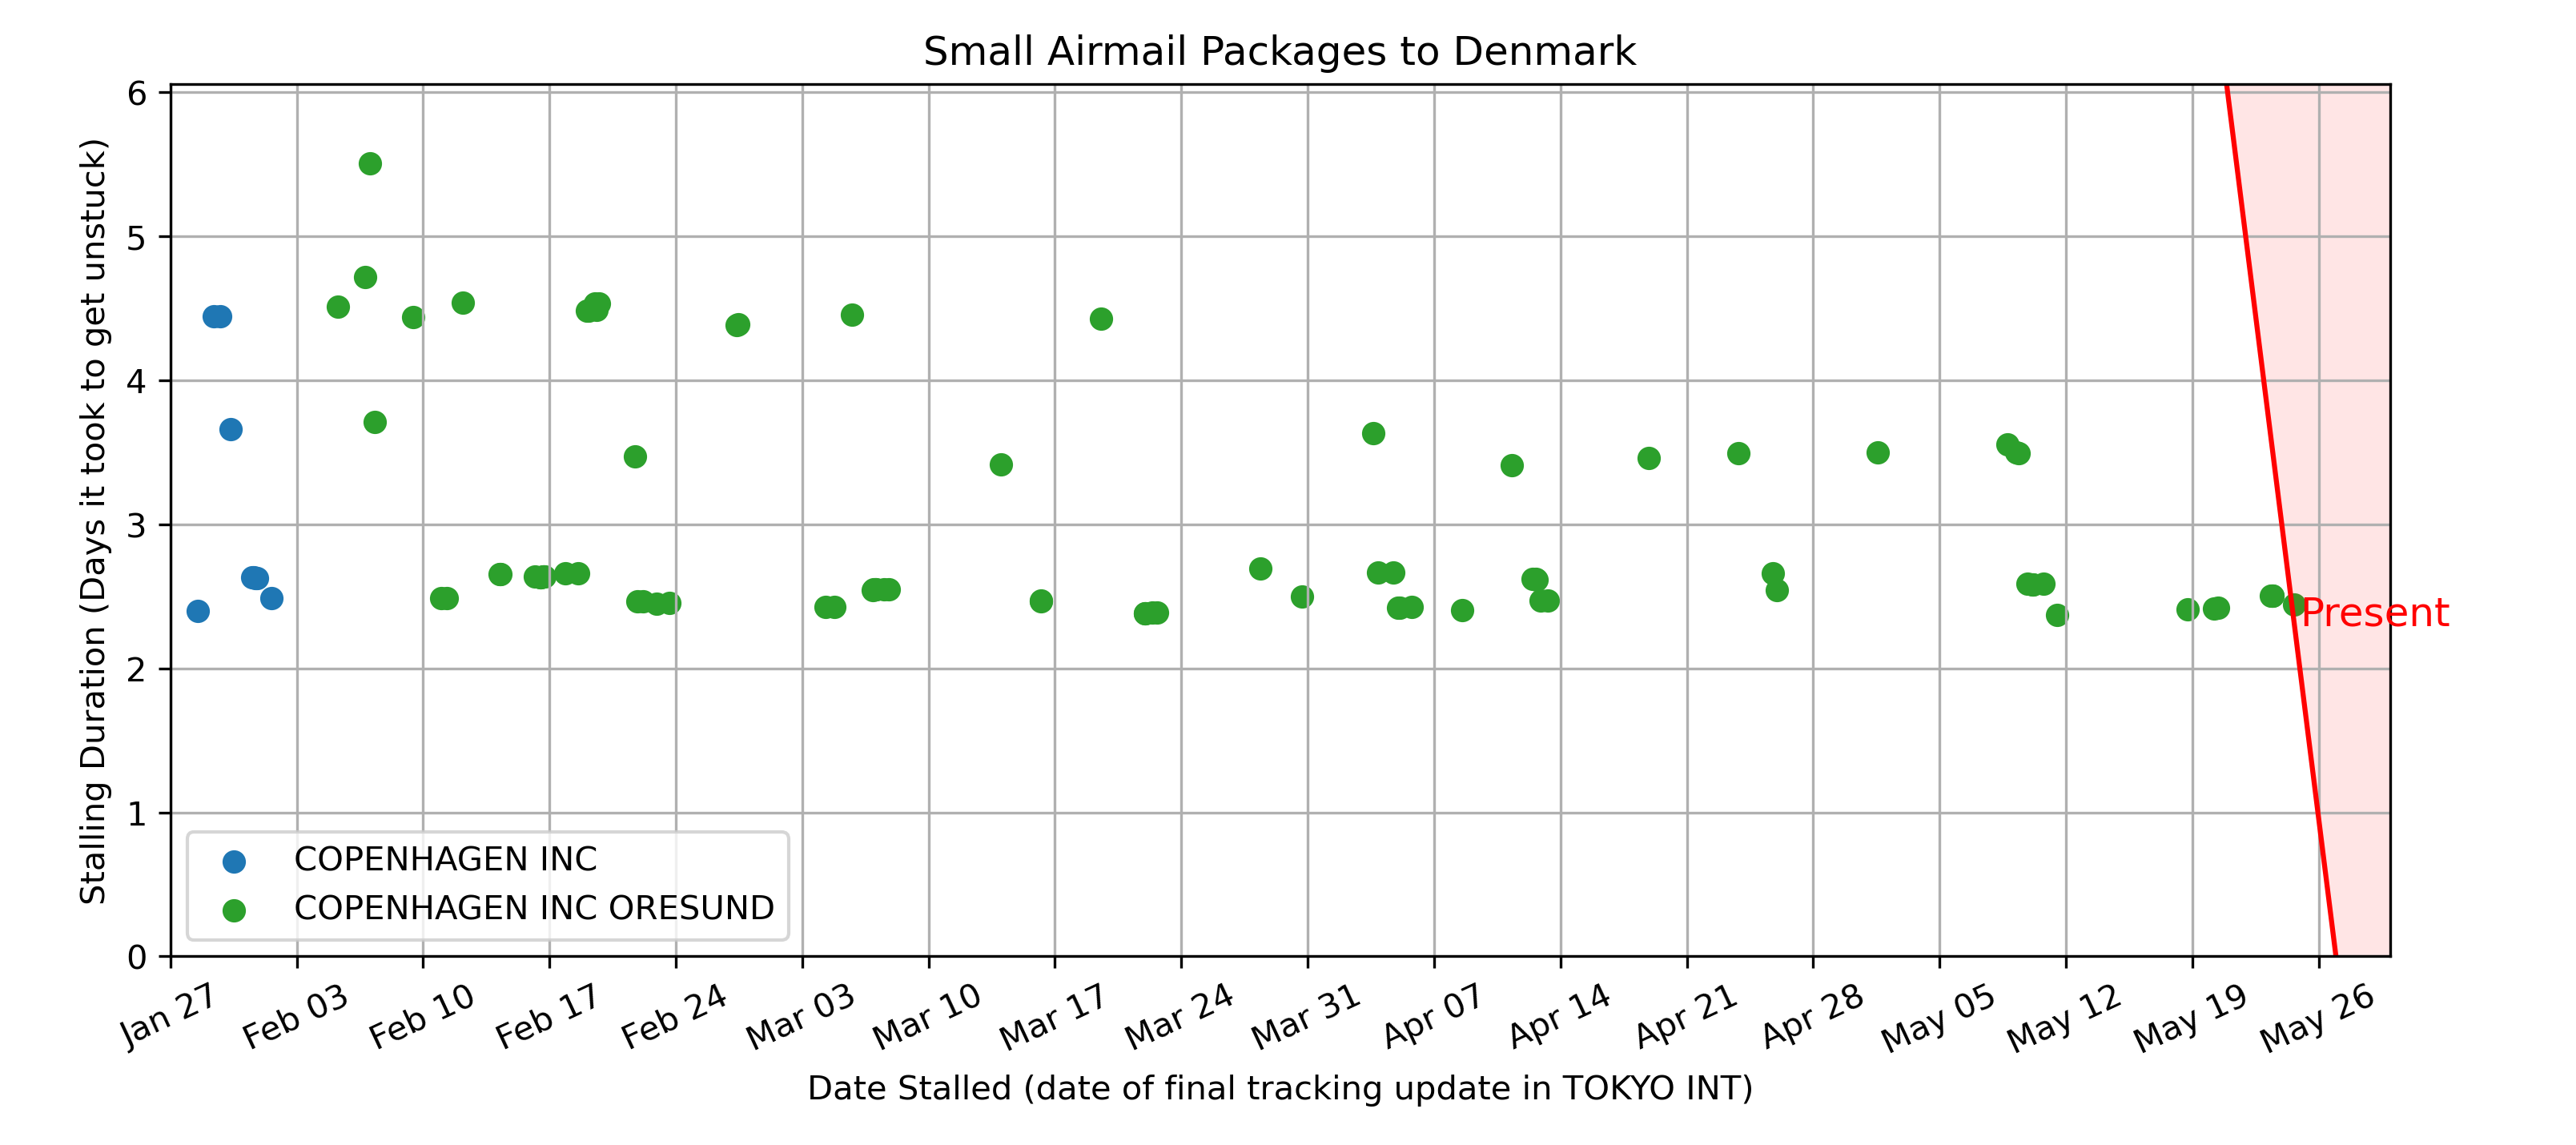 Small Airmail Packages to Denmark
Stalling Duration (Days it took to get unstuck)
6
5
4
3
2
1
0
Present
COPENHAGEN INC
COPENHAGEN INC ORESUND
Jan 27
Feb 03
Feb 10
Feb 17
Feb 24
Mar 03
Mar 10
Mar 17
Mar 24
Mar 31
Apr 07
Apr 14
Apr 21
Apr 28
May 05
May 12
May 19
May 26
Date Stalled (date of final tracking update in TOKYO INT)